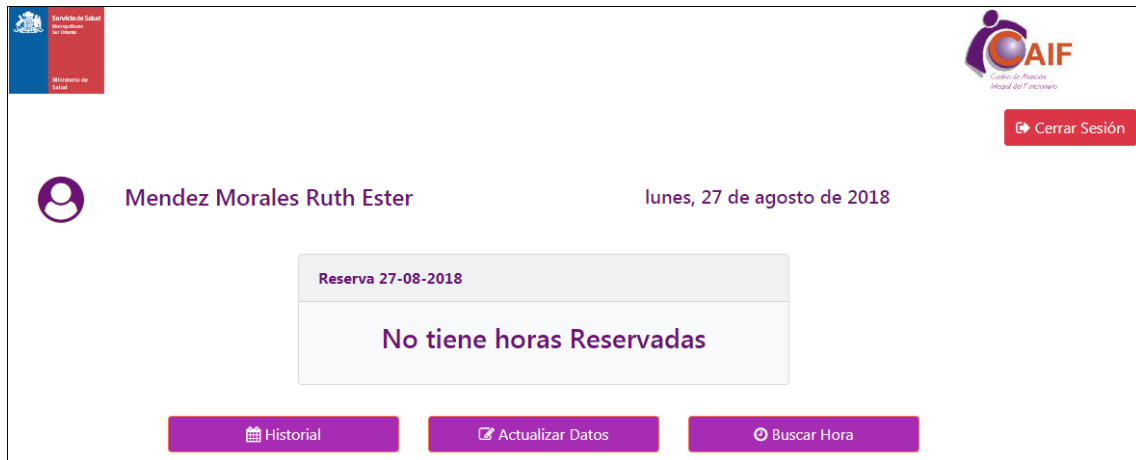 Servicio de Salud
Metropolitano
Sur Oriente
Ministerio de
Salud
CAIF
Centro de Atención
Integral del Funcionario
Cerrar Sesión
Mendez Morales Ruth Ester
lunes, 27 de agosto de 2018
Reserva 27-08-2018
No tiene horas Reservadas
Historial
Actualizar Datos
Buscar Hora